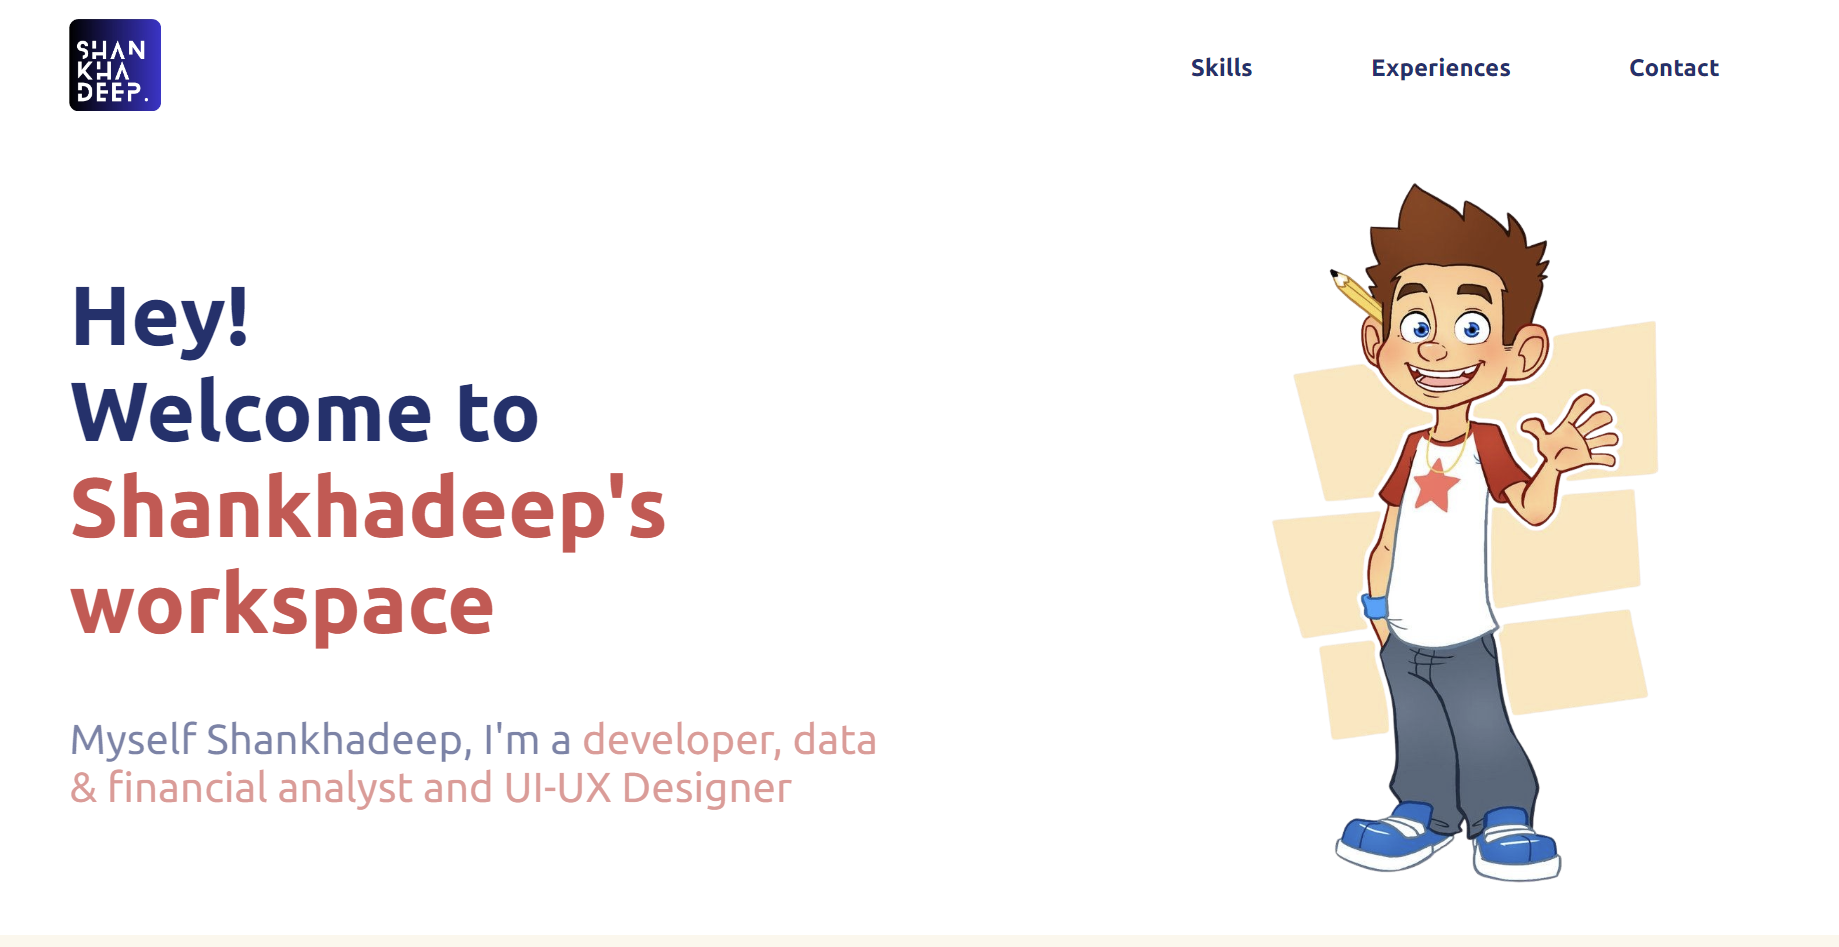 SHAN
KHA
DEEP.
Skills
Experiences
Contact
Hey!
Welcome to
Shankhadeep's
workspace
Myself Shankhadeep, I'm a developer, data
& financial analyst and UI-UX Designer